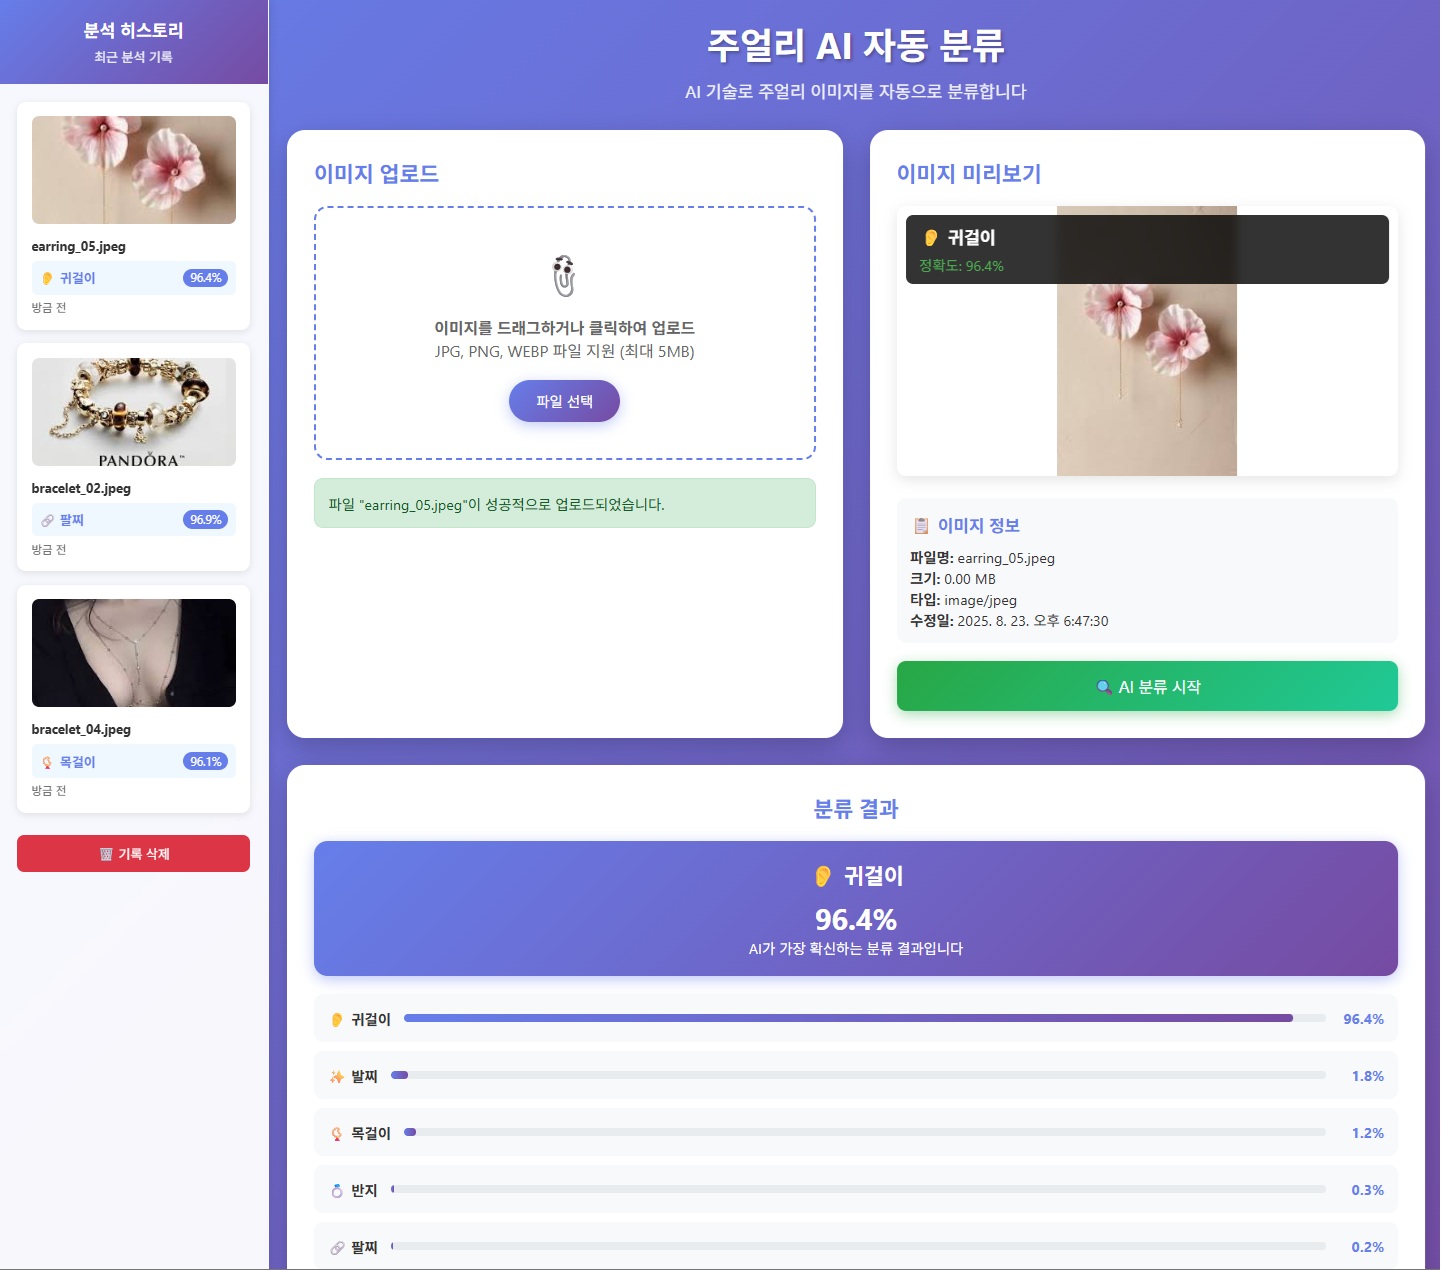 분석 히스토리
최근 분석 기록
earring_05.jpeg
귀걸이 96.4%
방금 전
PANDÖRA™
bracelet_02.jpeg
팔찌 96.9%
방금 전
bracelet_04.jpeg
목걸이 96.1%
방금 전
기록 삭제
주얼리 AI 자동 분류
AI 기술로 주얼리 이미지를 자동으로 분류합니다
이미지 업로드
이미지를 드래그하거나 클릭하여 업로드
JPG, PNG, WEBP 파일 지원 (최대 5MB)
파일 선택
파일 "earring_05.jpeg"이 성공적으로 업로드되었습니다.
이미지 미리보기
귀걸이
정확도: 96.4%
이미지 정보
파일명: earring_05.jpeg
크기: 0.00 MB
타입: image/jpeg
수정일: 2025. 8. 23. 오후 6:47:30
AI 분류 시작
분류 결과
귀걸이
96.4%
AI가 가장 확신하는 분류 결과입니다
귀걸이 96.4%
발찌 1.8%
목걸이 1.2%
반지 0.3%
팔찌 0.2%